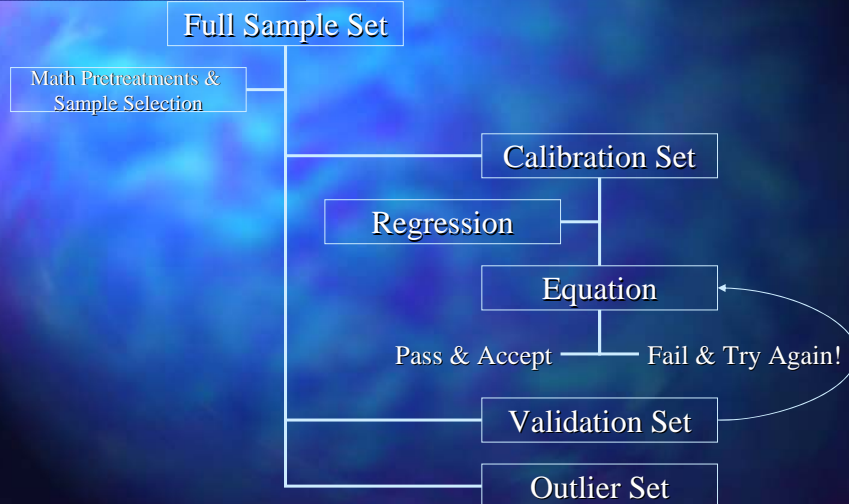 Full Sample Set
Math Pretreatments &
Sample Selection
Calibration Set
Regression
Equation
Pass & Accept
Fail & Try Again!
Validation Set
Outlier Set